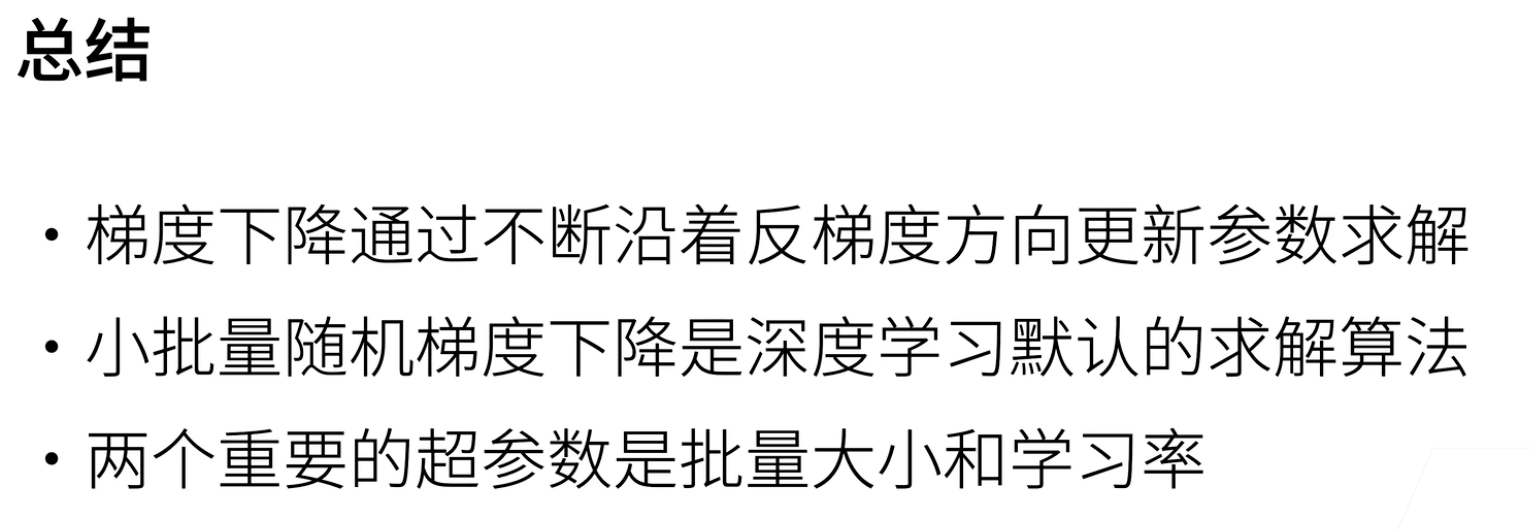 总结
• 梯度下降通过不断沿着反梯度方向更新参数求解
• 小批量随机梯度下降是深度学习默认的求解算法
• 两个重要的超参数是批量大小和学习率